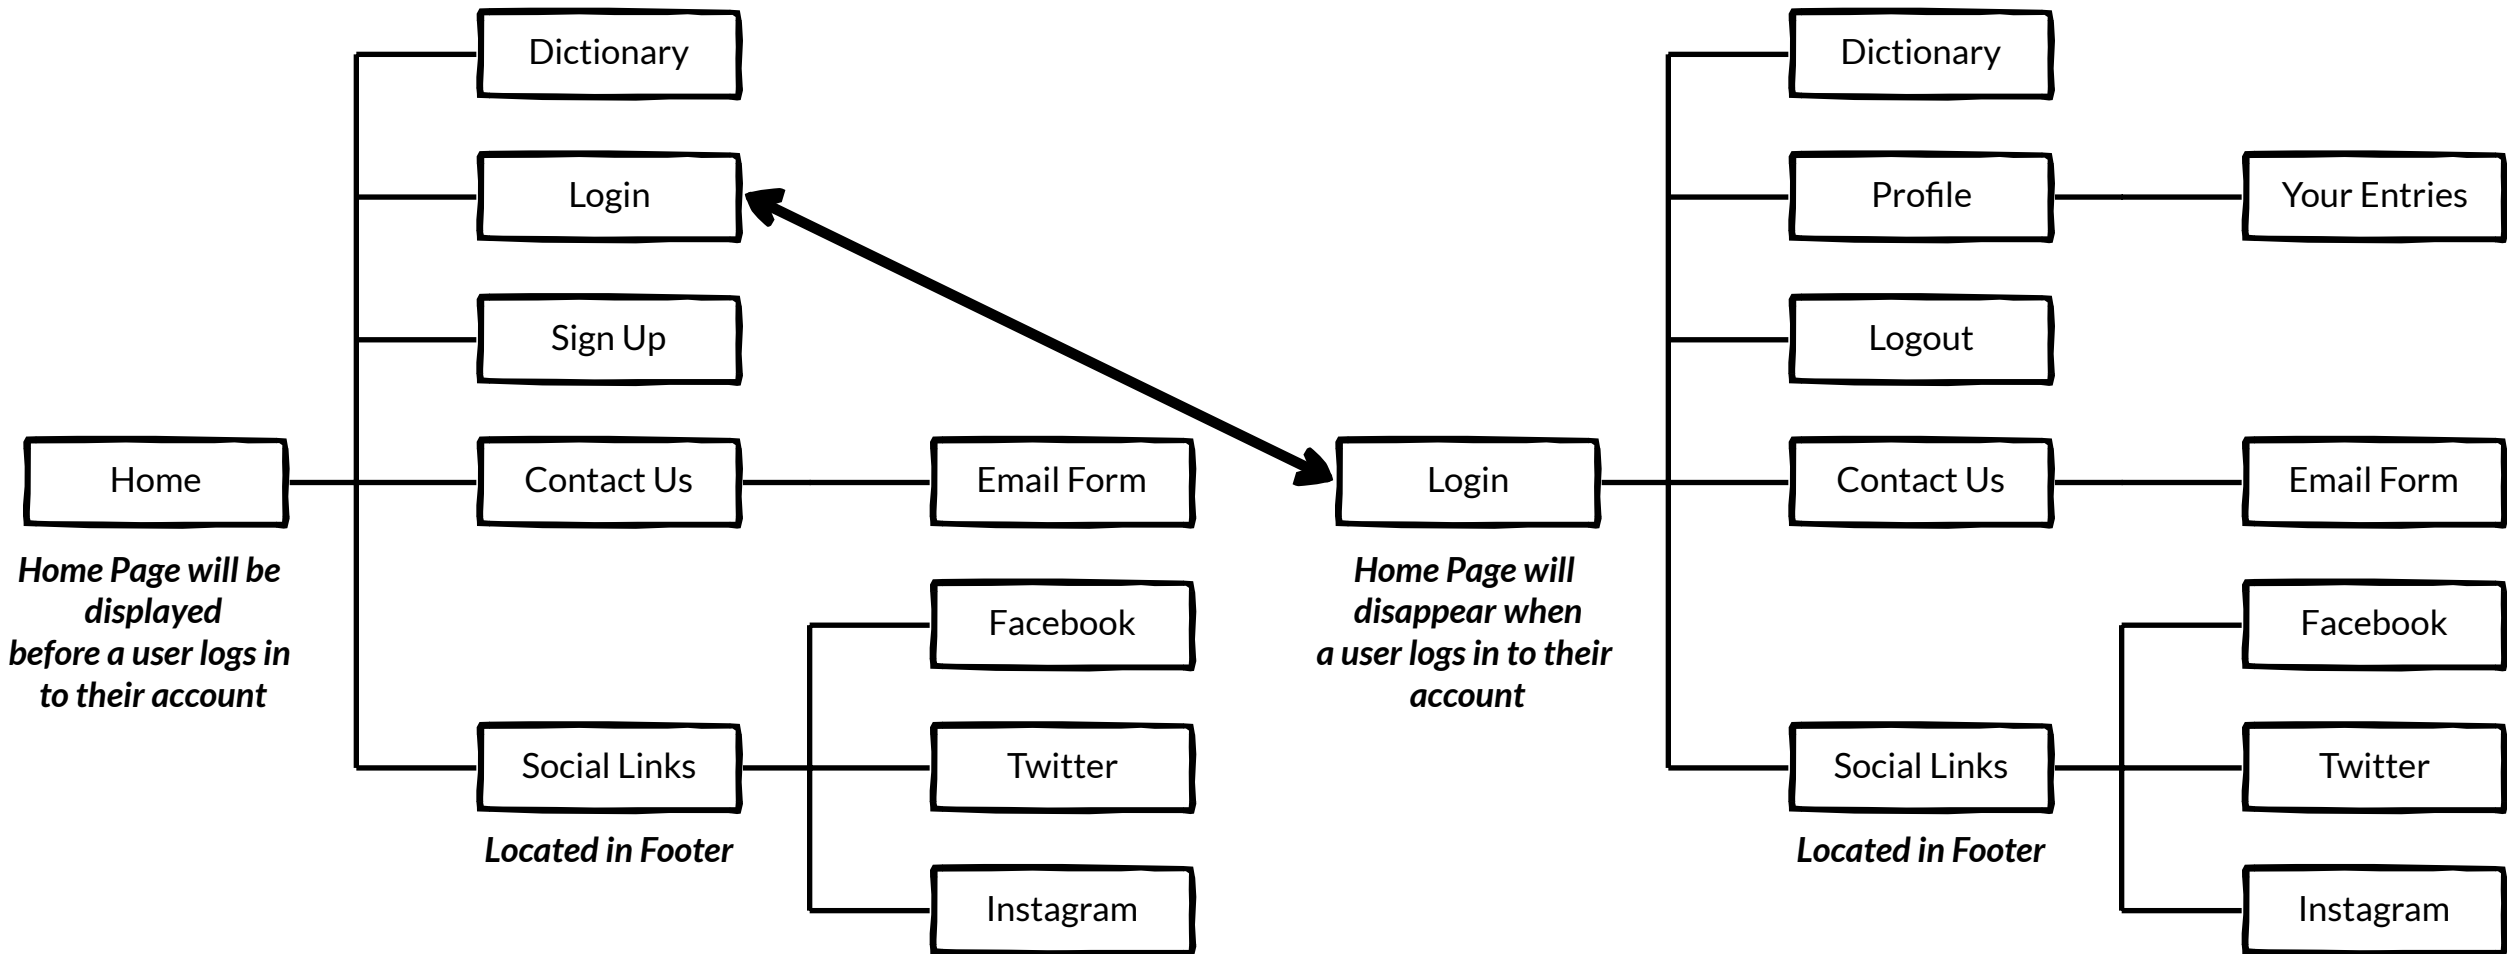 Dictionary
Login
Sign Up
Home
Contact Us
Email Form
Home Page will be
displayed
before a user logs in
to their account
Facebook
Social Links
Twitter
Located in Footer
Instagram
Dictionary
Profile
Your Entries
Logout
Login
Contact Us
Email Form
Home Page will
disappear when
a user logs in to their
account
Facebook
Social Links
Twitter
Located in Footer
Instagram